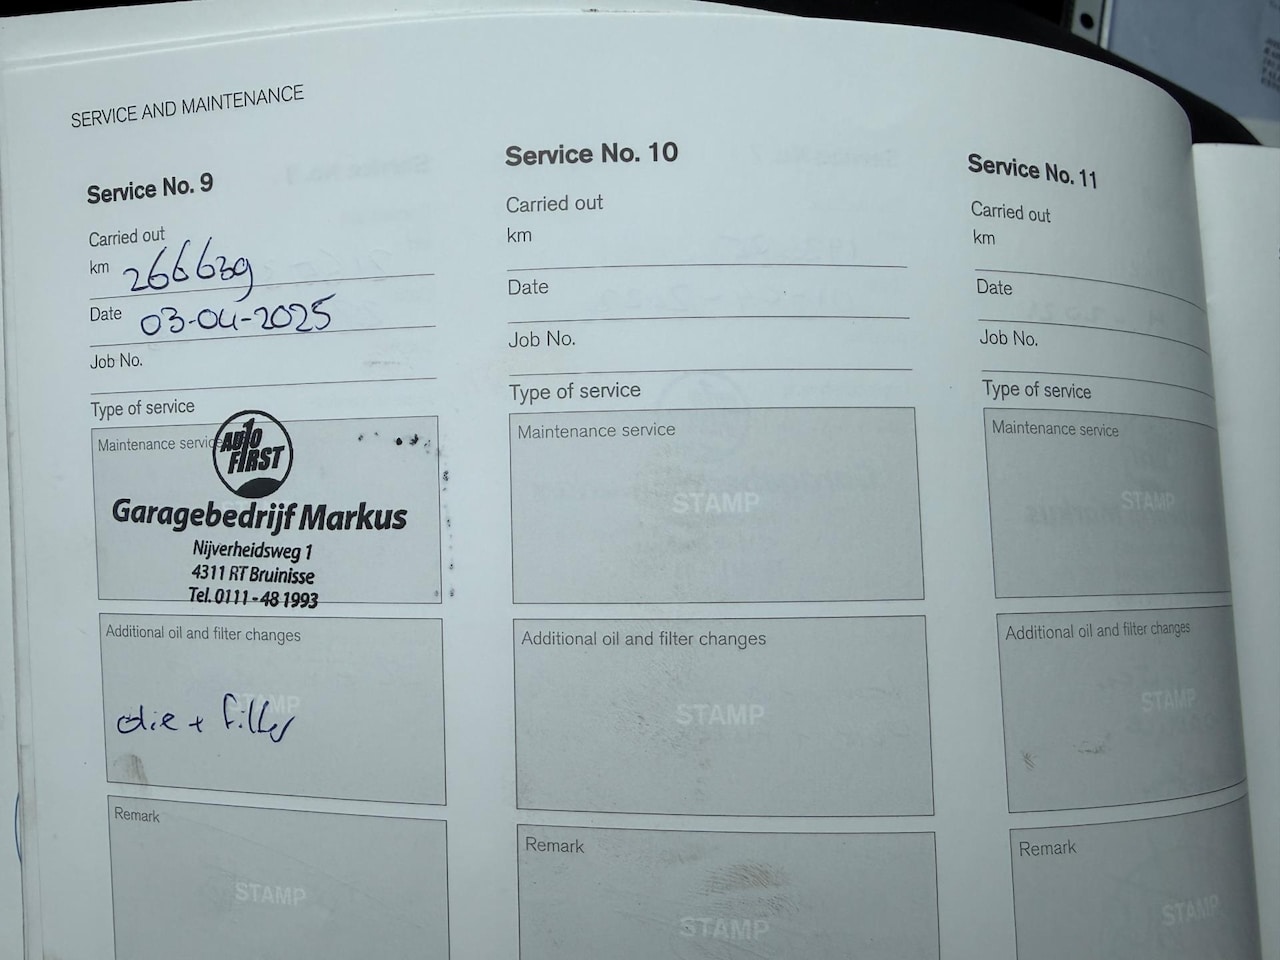 SERVICE AND MAINTENANCE
Service No. 9
Carried out
km 266639
Date 03-04-2025
Job No.
Type of service
Maintenance service
AUTO
FIRST
Garagebedrijf Markus
Nijverheidsweg 1
4311 RT Bruinisse
Tel. 0111-48 1993
Additional oil and filter changes
STAMP
olie + filter
Remark
STAMP
Service No. 10
Carried out
km
Date
Job No.
Type of service
Maintenance service
STAMP
Additional oil and filter changes
STAMP
Remark
STAMP
Service No. 11
Carried out
km
Date
Job No.
Type of service
Maintenance service
STAMP
Additional oil and filter changes
STAMP
Remark
STAMP